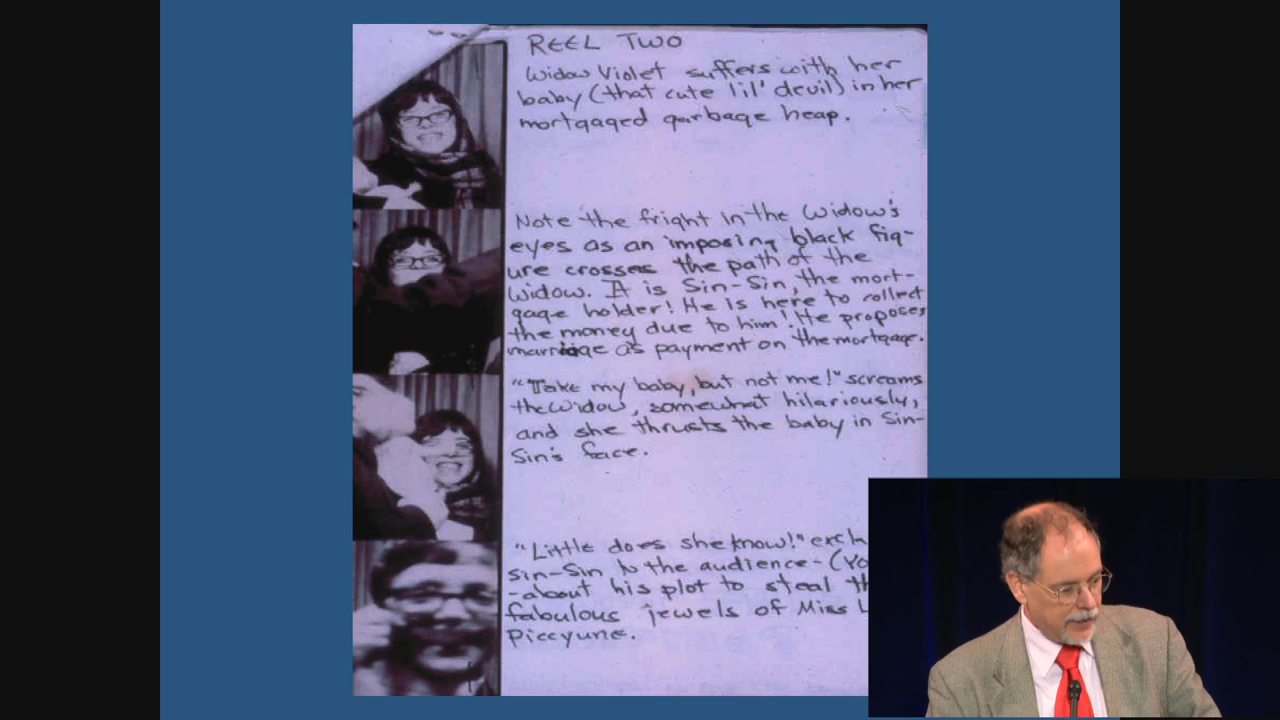 REEL TWO
Widow Violet suffers with her
baby (that cute lil' devil) in her
mortgaged garbage heap.
Note the fright in the widow's
eyes as an imposing black fig-
ure crosses the path of the
widow. It is Sin-Sin, the mort-
gage holder! He is here to collect
the money due to him! He proposes
marriage as payment on the mortgage.
"Take my baby, but not me!" screams
the widow, somewhat hilariously,
and she thrusts the baby in Sin-
Sin's face.
"Little does she know!" excl
Sin-Sin to the audience-(Yo
-about his plot to steal th
fabulous jewels of Miss L
Piccyune.